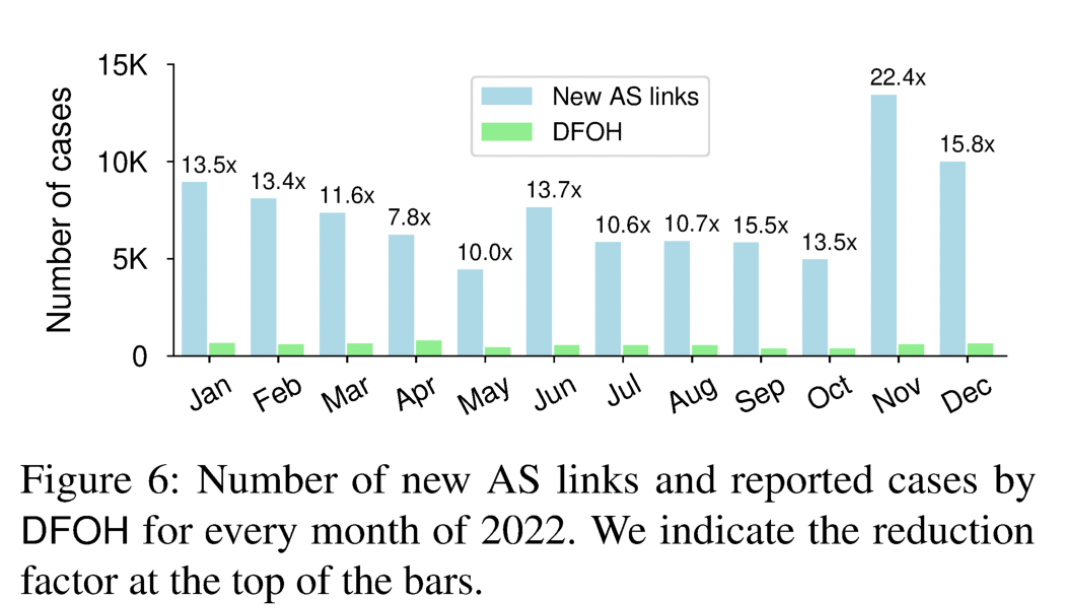 15K
10K
5K
0
Number of cases
New AS links
DFOH
13.5x
13.4x
11.6x
7.8x
10.0x
13.7x
10.6x
10.7x
15.5x
13.5x
22.4x
15.8x
Jan
Feb
Mar
Apr
May
Jun
Jul
Aug
Sep
Oct
Nov
Dec
Figure 6: Number of new AS links and reported cases by
DFOH for every month of 2022. We indicate the reduction
factor at the top of the bars.